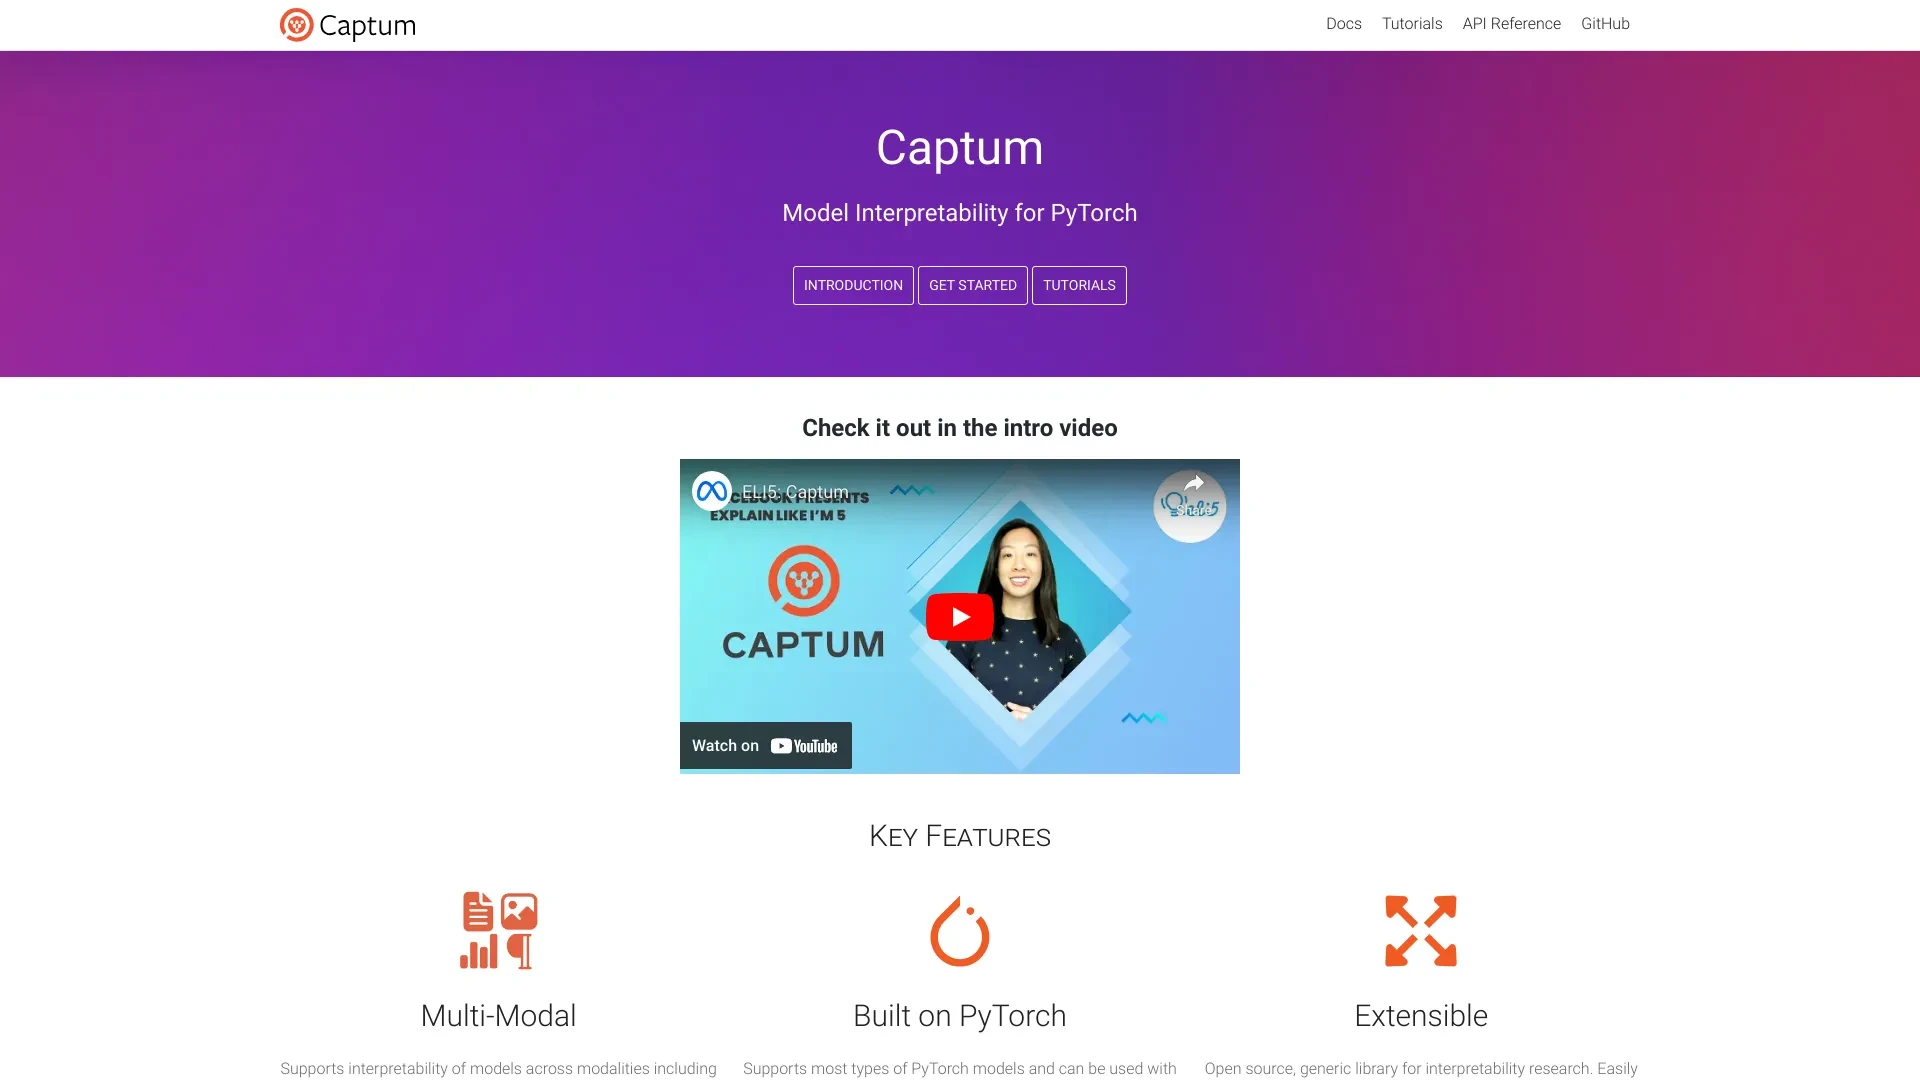 Captum
Docs Tutorials API Reference GitHub
Captum
Model Interpretability for PyTorch
INTRODUCTION GET STARTED TUTORIALS
Check it out in the intro video
ELI5: Captum
FACEBOOK PRESENTS
EXPLAIN LIKE I'M 5
Share
eli5
CAPTUM
Watch on YouTube
KEY FEATURES
Multi-Modal
Supports interpretability of models across modalities including
Built on PyTorch
Supports most types of PyTorch models and can be used with
Extensible
Open source, generic library for interpretability research. Easily